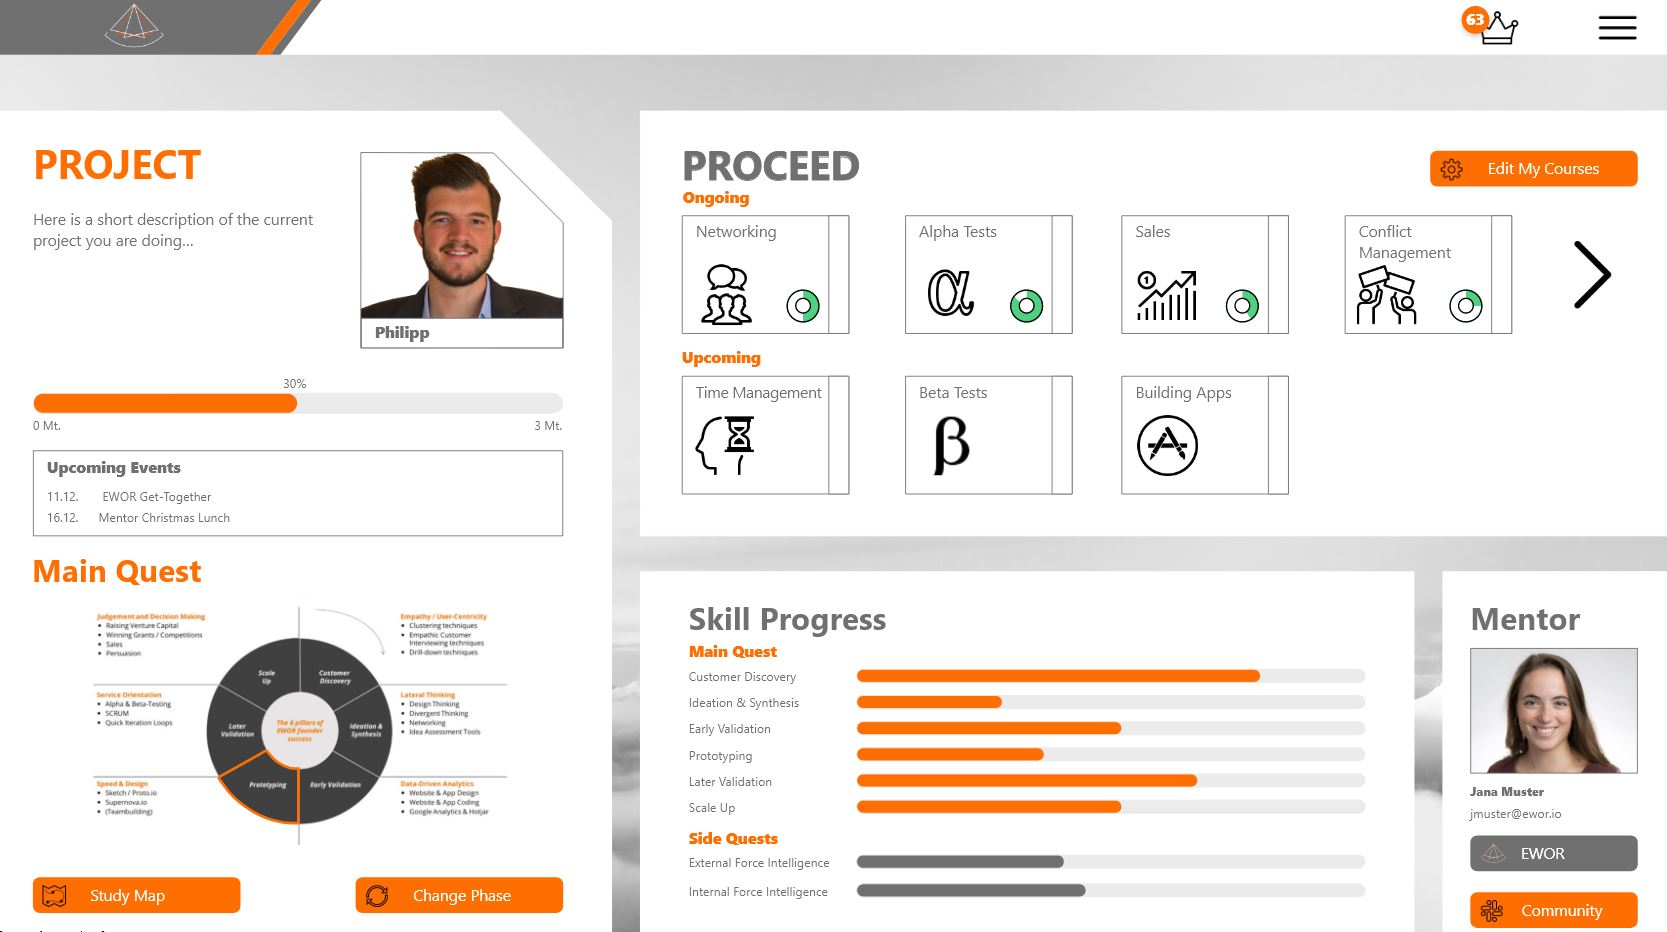 63
PROJECT
Here is a short description of the current
project you are doing...
Philipp
30%
0 Mt.
3 Mt.
Upcoming Events
11.12. EWOR Get-Together
16.12. Mentor Christmas Lunch
Main Quest
Judgement and Decision Making
• Raising Venture Capital
• Winning Grants / Competitions
• Sales
• Persuasion
Empathy / User-Centricity
• Clustering techniques
• Empathic Customer
Interviewing techniques
• Drill-down techniques
Service Orientation
• Alpha & Beta-Testing
• SCRUM
• Quick Iteration Loops
Lateral Thinking
• Design Thinking
• Divergent Thinking
• Networking
• Idea Assessment Tools
Speed & Design
• Sketch / Proto.io
• Supernova.io
• (Teambuilding)
Data-Driven Analytics
• Website & App Design
• Website & App Coding
• Google Analytics & Hotjar
Scale
Up
Customer
Discovery
Later
Validation
The 6 pillars of
EWOR founder
success
Ideation &
Synthesis
Prototyping
Early Validation
Study Map
Change Phase
PROCEED
Edit My Courses
Ongoing
Networking
Alpha Tests
Sales
1
Conflict
Management
Upcoming
Time Management
Beta Tests
Building Apps
Skill Progress
Main Quest
Customer Discovery
Ideation & Synthesis
Early Validation
Prototyping
Later Validation
Scale Up
Side Quests
External Force Intelligence
Internal Force Intelligence
Mentor
Jana Muster
jmuster@ewor.io
EWOR
Community